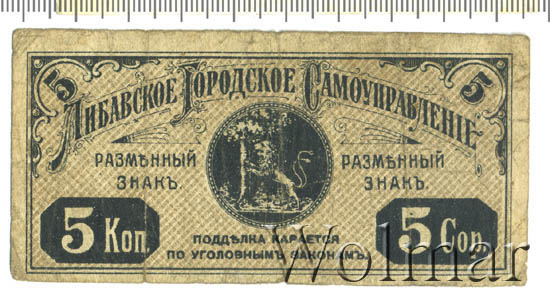 5 5
Либавское Городское Самоуправленіе
Размѣнный Знакъ.
Размѣнный Знакъ.
5 Коп.
Поддѣлка карается
по уголовнымъ законамъ.
5 Cop.
Wolmar